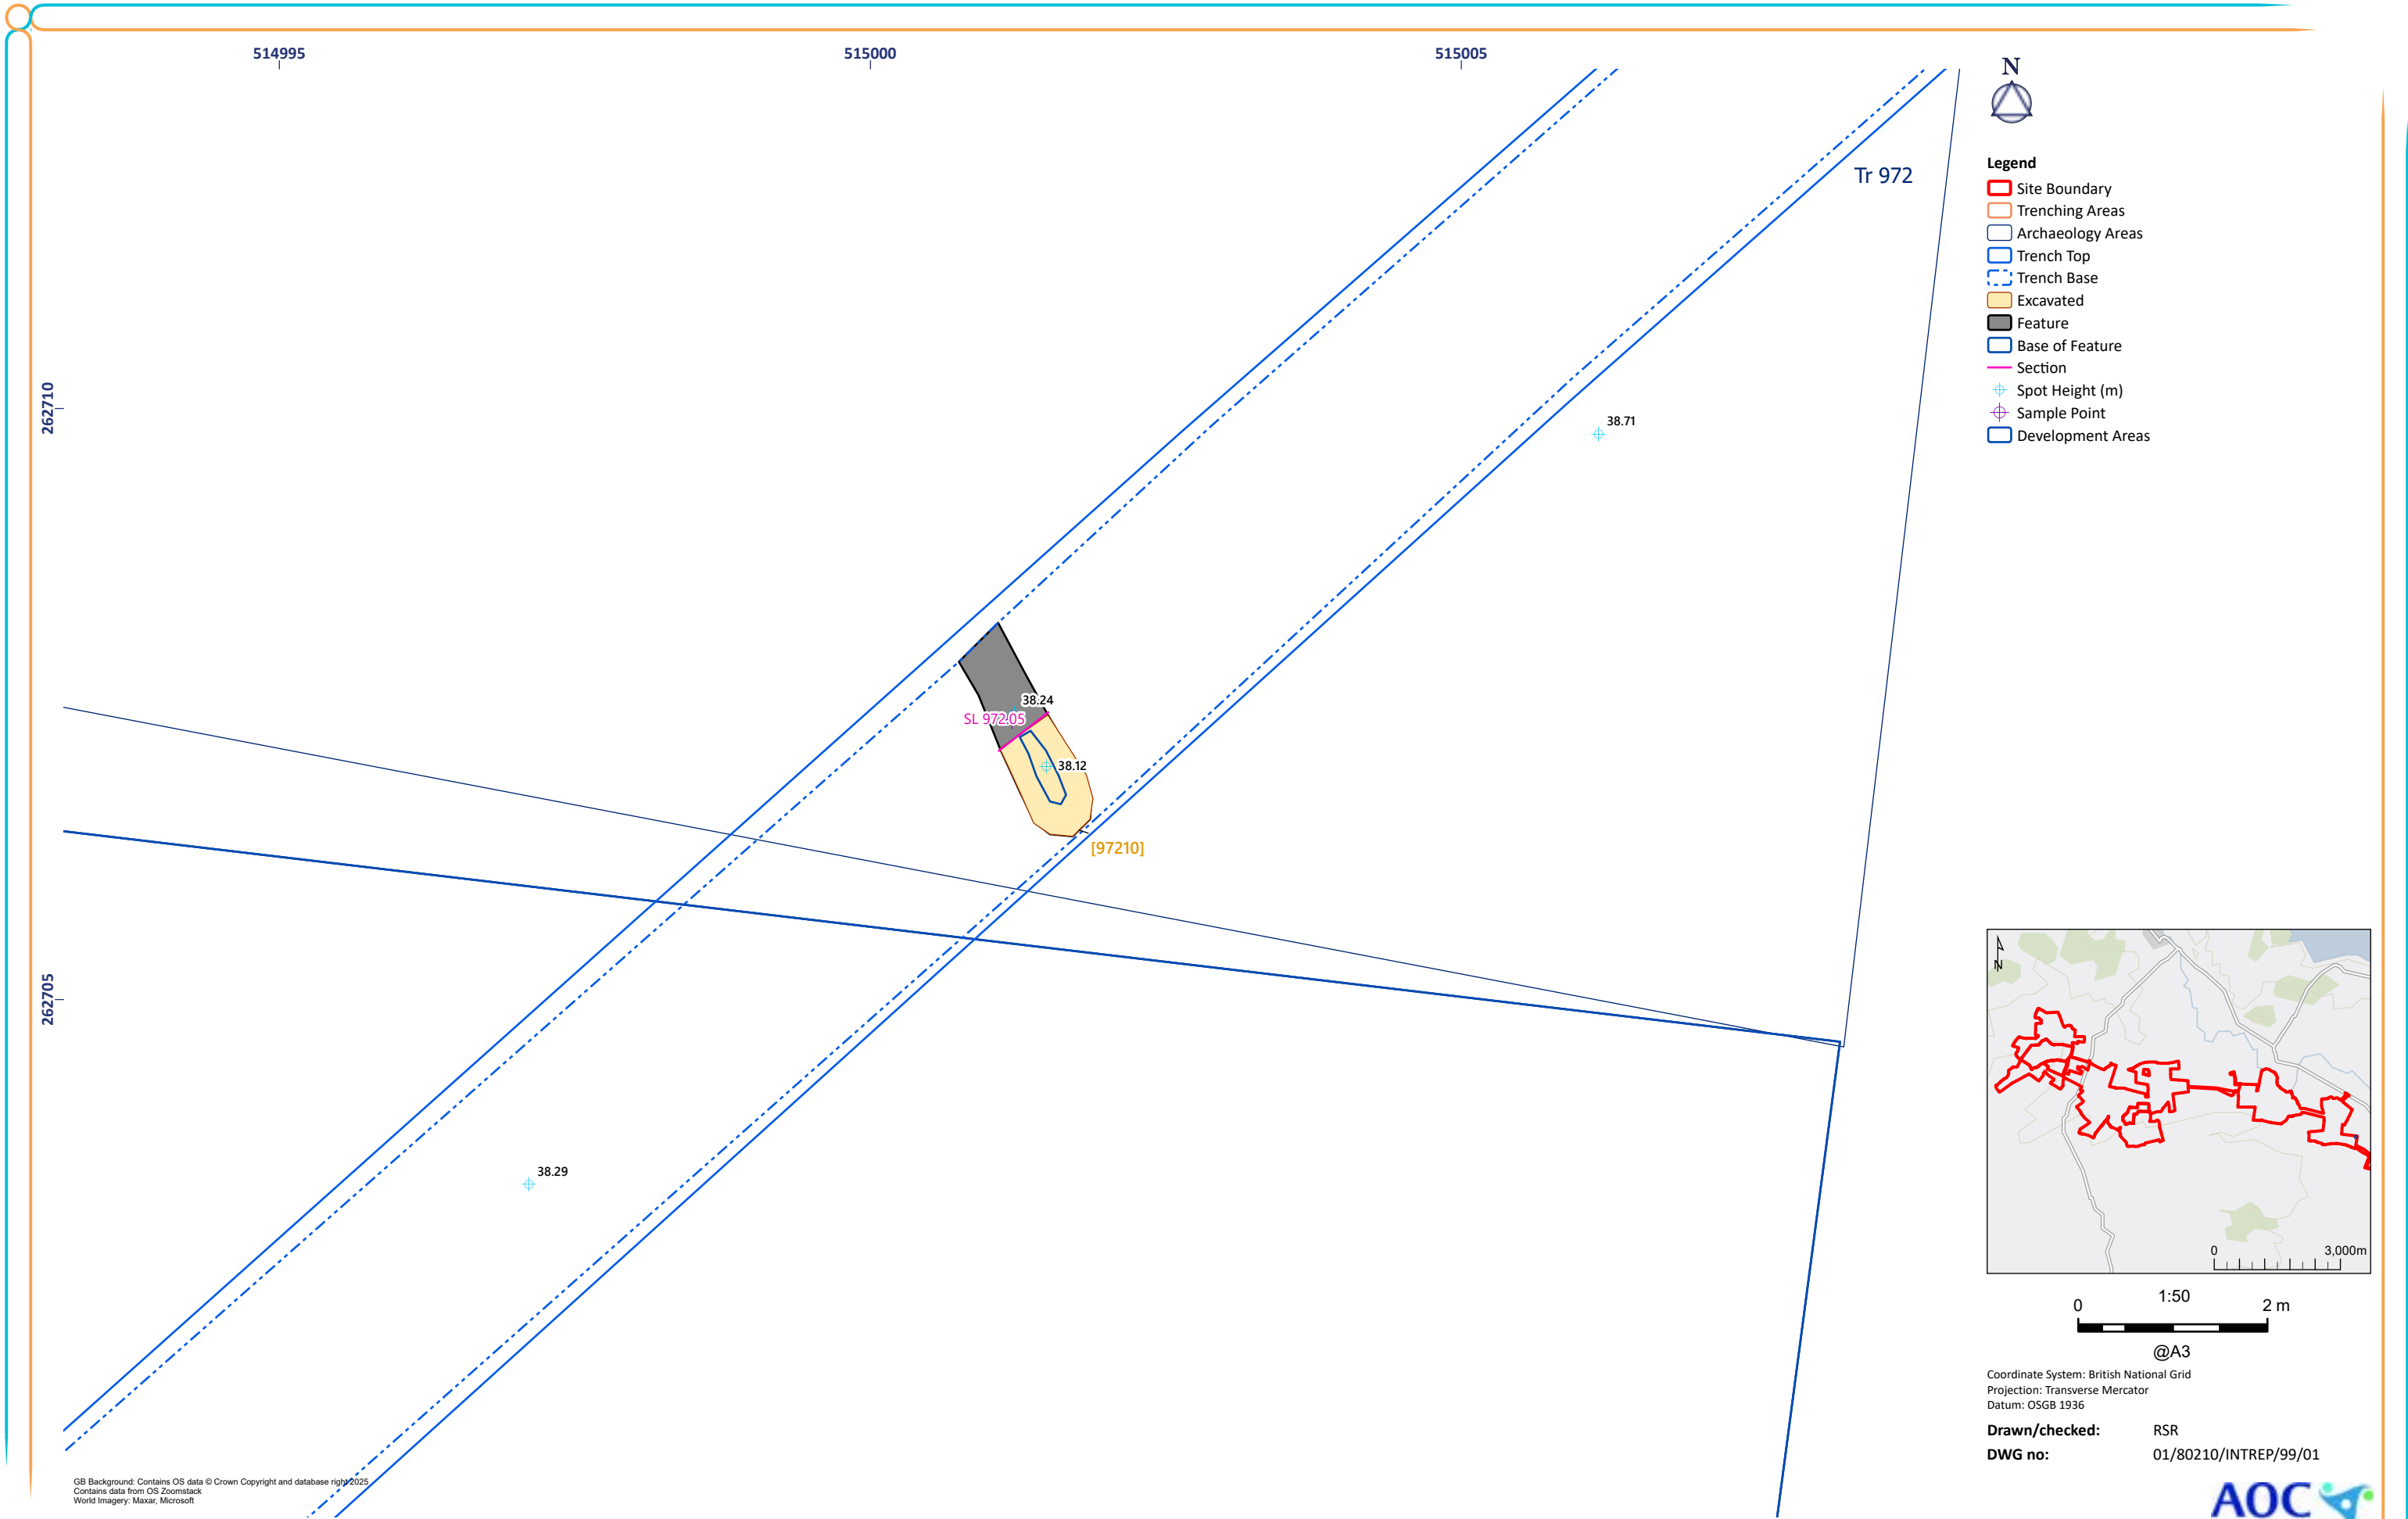 514995
515000
515005
N
Tr 972
Legend
Site Boundary
Trenching Areas
Archaeology Areas
Trench Top
Trench Base
Excavated
Feature
Base of Feature
Section
Spot Height (m)
Sample Point
Development Areas
262710
38.71
38.24
SL 972.05
38.12
[97210]
262705
38.29
N
0
3,000m
1:50
0
2 m
@A3
Coordinate System: British National Grid
Projection: Transverse Mercator
Datum: OSGB 1936
Drawn/checked: RSR
DWG no: 01/80210/INTREP/99/01
GB Background: Contains OS data © Crown Copyright and database right 2025
Contains data from OS Zoomstack
World Imagery: Maxar, Microsoft
AOC